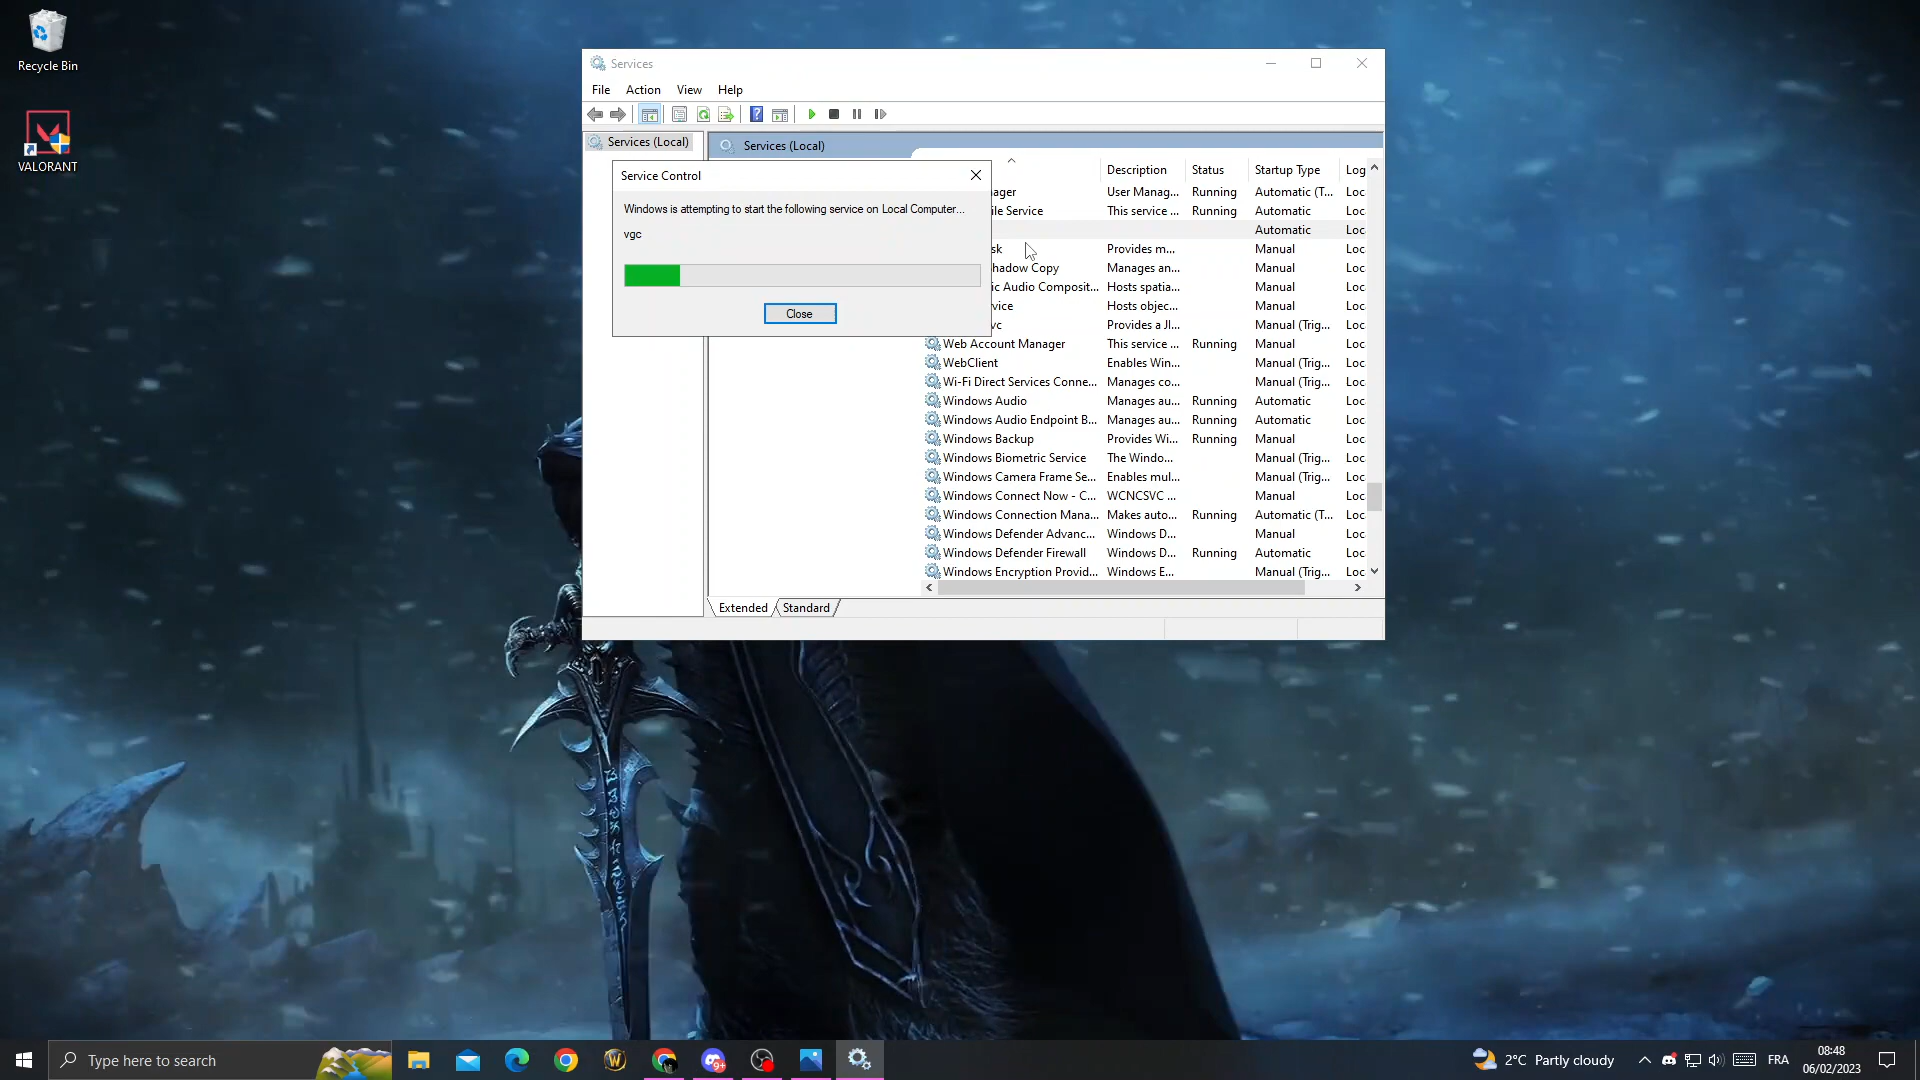 Recycle Bin
VALORANT
Services
File Action View Help
Services (Local)
Services (Local)
Service Control
Windows is attempting to start the following service on Local Computer...
vgc
Close
Description Status Startup Type Log
ager User Manag... Running Automatic (T... Loc
ile Service This service ... Running Automatic Loc
Automatic Loc
sk Provides m... Manual Loc
hadow Copy Manages an... Manual Loc
ic Audio Composit... Hosts spatia... Manual Loc
vice Hosts objec... Manual Loc
vc Provides a JI... Manual (Trig... Loc
Web Account Manager This service ... Running Manual Loc
WebClient Enables Win... Manual (Trig... Loc
Wi-Fi Direct Services Conne... Manages co... Manual (Trig... Loc
Windows Audio Manages au... Running Automatic Loc
Windows Audio Endpoint B... Manages au... Running Automatic Loc
Windows Backup Provides Wi... Running Manual Loc
Windows Biometric Service The Windo... Manual (Trig... Loc
Windows Camera Frame Se... Enables mul... Manual (Trig... Loc
Windows Connect Now - C... WCNCSVC ... Manual Loc
Windows Connection Mana... Makes auto... Running Automatic (T... Loc
Windows Defender Advanc... Windows D... Manual Loc
Windows Defender Firewall Windows D... Running Automatic Loc
Windows Encryption Provid... Windows E... Manual (Trig... Loc
Extended Standard
Type here to search
9+
2°C Partly cloudy
FRA
08:48
06/02/2023